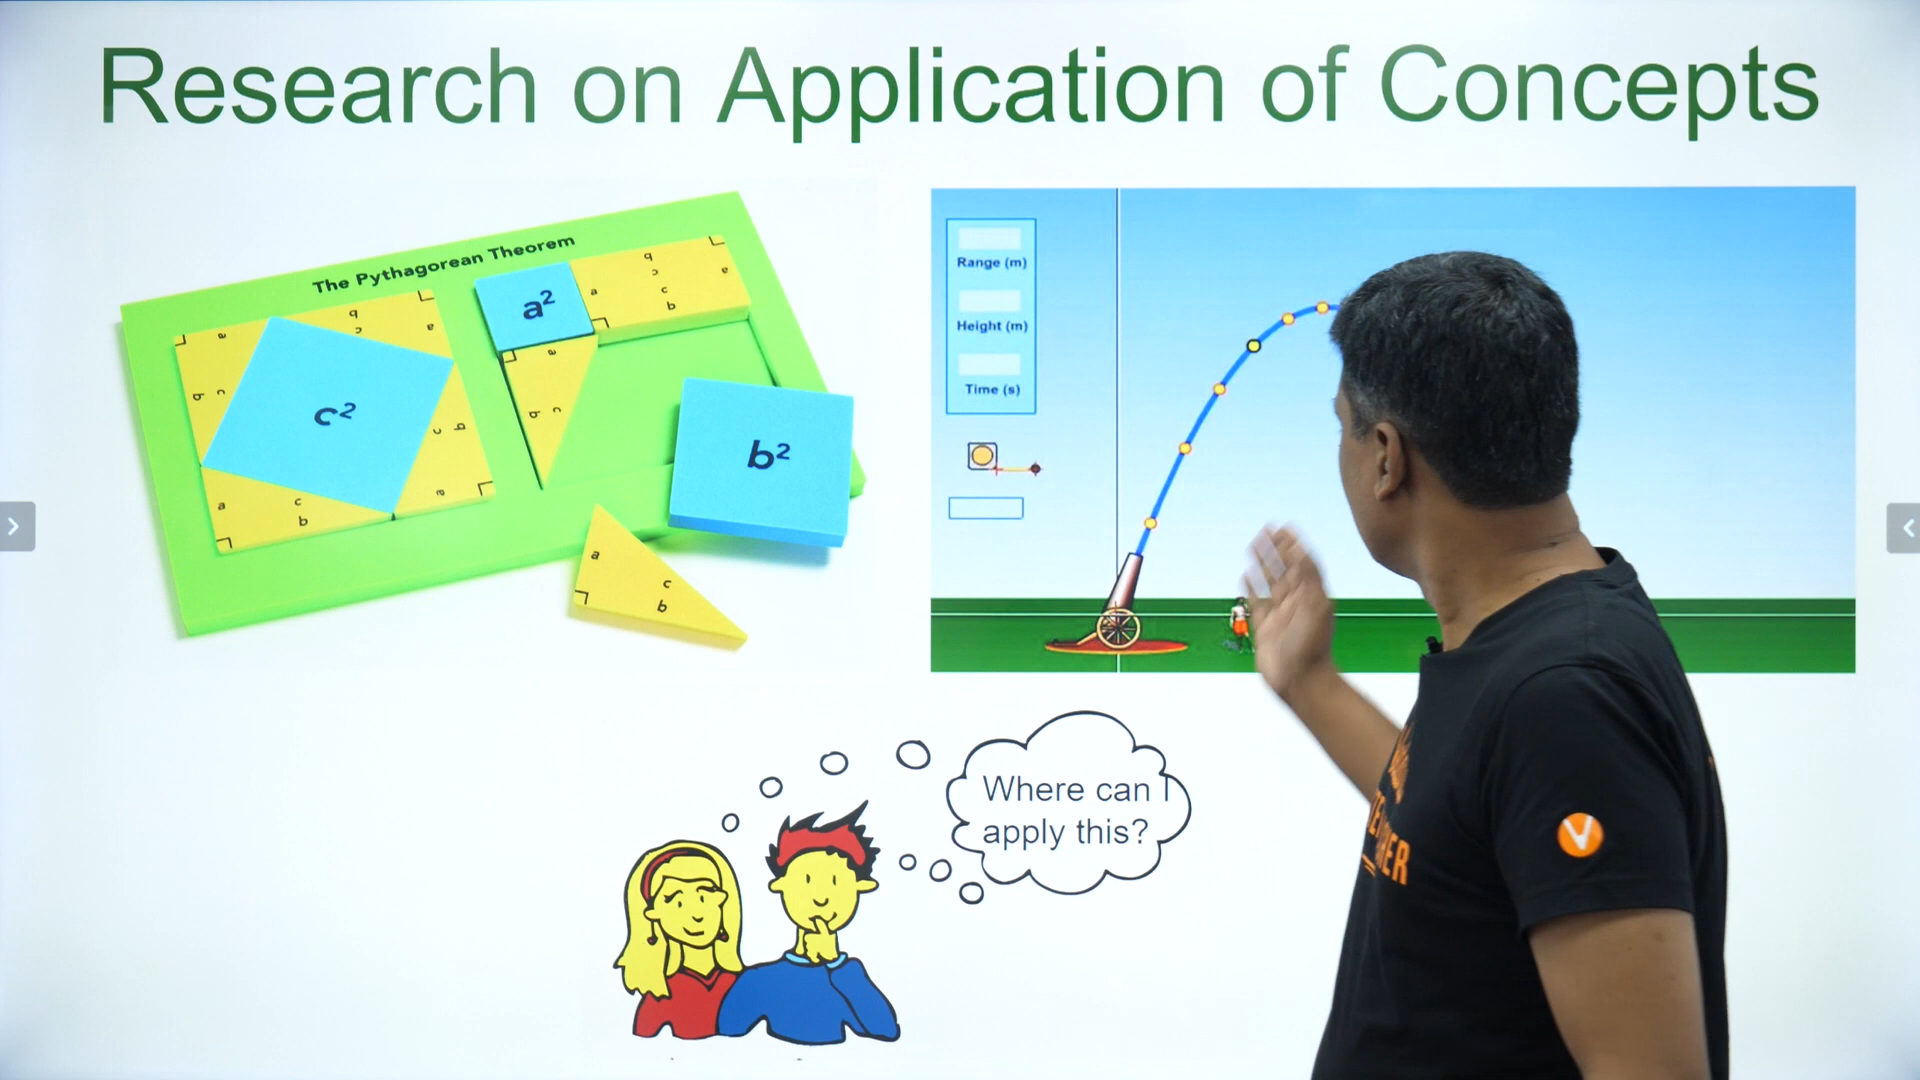 Research on Application of Concepts
The Pythagorean Theorem
a²
c²
b²
a
c
b
Range (m)
Height (m)
Time (s)
Where can I
apply this?
V